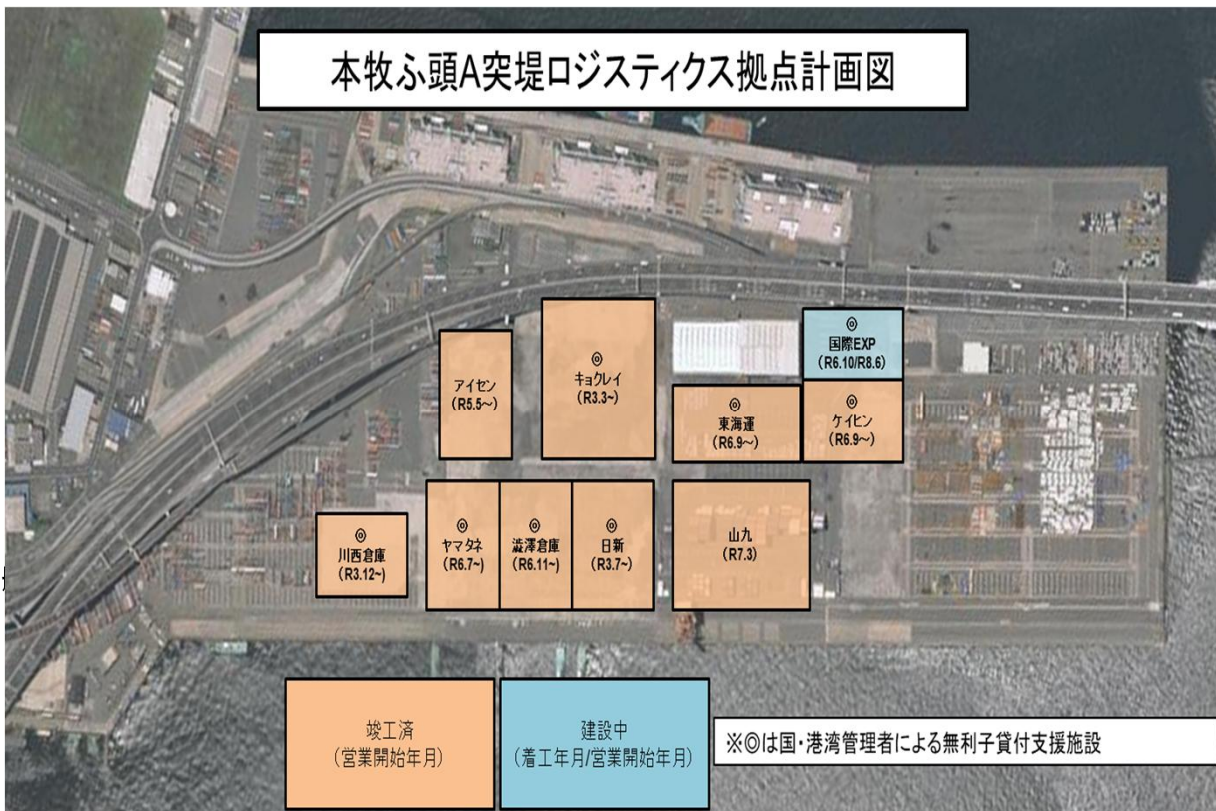 本牧ふ頭A突堤ロジスティクス拠点計画図
◎
国際EXP
(R6.10/R8.6)
アイセン
(R5.5～)
◎
キョクレイ
(R3.3~)
◎
東海運
(R6.9～)
◎
ケイヒン
(R6.9～)
◎
川西倉庫
(R3.12~)
◎
ヤマタネ
(R6.7~)
◎
澁澤倉庫
(R6.11~)
◎
日新
(R3.7~)
山九
(R7.3)
竣工済
(営業開始年月)
建設中
(着工年月/営業開始年月)
※◎は国・港湾管理者による無利子貸付支援施設